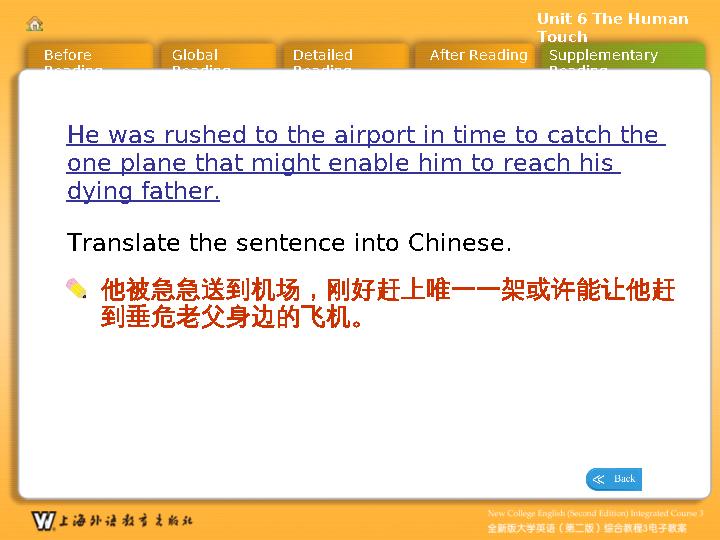 Unit 6 The Human
Touch
Before
Reading
Global
Reading
Detailed
Reading
After Reading
Supplementary
Reading
He was rushed to the airport in time to catch the
one plane that might enable him to reach his
dying father.
Translate the sentence into Chinese.
他被急急送到机场，刚好赶上唯一一架或许能让他赶
到垂危老父身边的飞机。
Back
上海外语教育出版社
New College English (Second Edition) Integrated Course 3
全新版大学英语（第二版）综合教程3电子教案